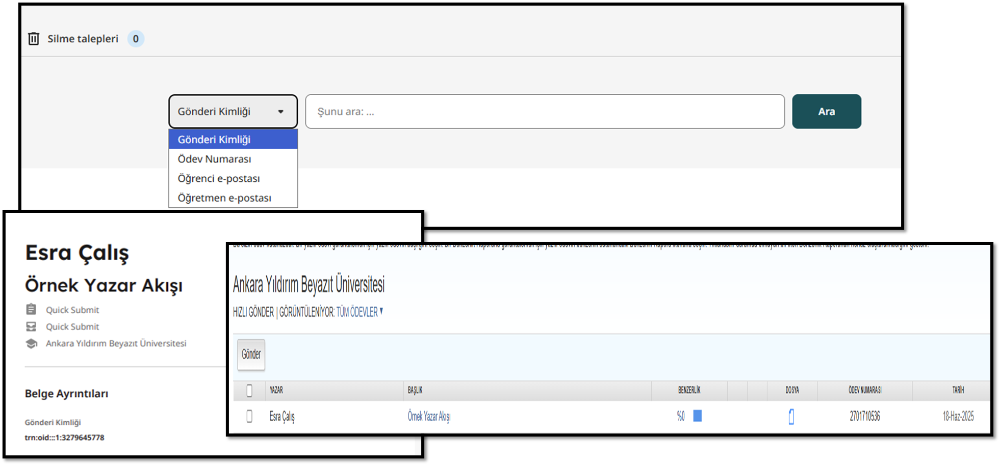 Silme talepleri 0
Gönderi Kimliği
Şunu ara: ...
Ara
Gönderi Kimliği
Ödev Numarası
Öğrenci e-postası
Öğretmen e-postası
Esra Çalış
Örnek Yazar Akışı
Quick Submit
Quick Submit
Ankara Yıldırım Beyazıt Üniversitesi
Belge Ayrıntıları
Gönderi Kimliği
trn:oid:::1:3279645778
Ankara Yıldırım Beyazıt Üniversitesi
HIZLI GÖNDER | GÖRÜNTÜLENİYOR: TÜM ÖDEVLER ▼
Gönder
YAZAR BAŞLIK BENZERLİK DOSYA ÖDEV NUMARASI TARİH
Esra Çalış Örnek Yazar Akışı %0 2701710536 18-Haz-2025